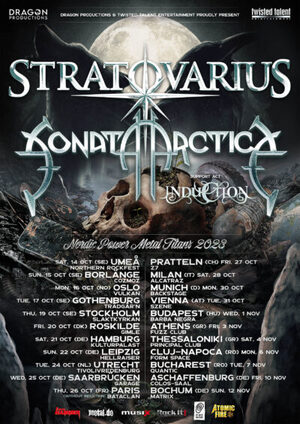 DRAGON
PRODUCTIONS
DRAGON PRODUCTIONS & TWISTED TALENT ENTERTAINMENT PROUDLY PRESENT
twisted talent
STRATOVARIUS
SONATA ARCTICA
SUPPORT ACT
INDUCTION
Nordic Power Metal Titans 2023
SAT, 14 OCT (SE) UMEÅ
NORTHERN ROCKFEST
SUN, 15 OCT (SE) BORLÄNGE
COZMOZ
MON, 16 OCT (NO) OSLO
VULKAN
TUE, 17 OCT (SE) GOTHENBURG
TRÄDGÅR'N
THU, 19 OCT (SE) STOCKHOLM
SLAKTKYRKAN
FRI, 20 OCT (DK) ROSKILDE
GIMLE
SAT, 21 OCT (DE) HAMBURG
KULTURPALAST
SUN, 22 OCT (DE) LEIPZIG
HELLRAISER
TUE, 24 OCT (NL) UTRECHT
TIVOLIVREDENBURG
WED, 25 OCT (DE) SAARBRÜCKEN
GARAGE
THU, 26 OCT (FR) PARIS
BATACLAN
PRATTELN (CH) FRI, 27 OCT
Z7
MILAN (IT) SAT, 28 OCT
ALCATRAZ
MUNICH (D) MON, 30 OCT
BACKSTAGE
VIENNA (AT) TUE, 31 OCT
SZENE
BUDAPEST (HU) WED, 1 NOV
BARBA NEGRA
ATHENS (GR) FRI, 3 NOV
FUZZ CLUB
THESSALONIKI (GR) SAT, 4 NOV
PRINCIPAL CLUB
CLUJ-NAPOCA (RO) MON, 6 NOV
FORM SPACE
BUCHAREST (RO) TUE, 7 NOV
QUANTIC
ASCHAFFENBURG (DE) FRI, 10 NOV
COLOS-SAAL
BOCHUM (DE) SUN, 12 NOV
MATRIX
metal.de
musix
Rock It!
ATOMIC
FIRE